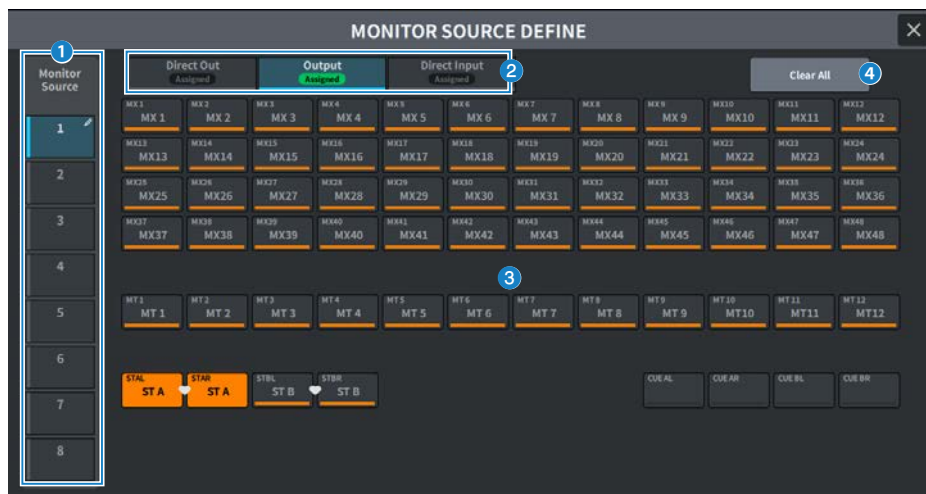 MONITOR SOURCE DEFINE
1
Monitor
Source
1
2
3
4
5
6
7
8
Direct Out
Assigned
Output
Assigned
Direct Input
Assigned
2
Clear All
4
MX1 MX2 MX3 MX4 MX5 MX6 MX7 MX8 MX9 MX10 MX11 MX12
MX 1 MX 2 MX 3 MX 4 MX 5 MX 6 MX 7 MX 8 MX 9 MX10 MX11 MX12
MX13 MX14 MX15 MX16 MX17 MX18 MX19 MX20 MX21 MX22 MX23 MX24
MX13 MX14 MX15 MX16 MX17 MX18 MX19 MX20 MX21 MX22 MX23 MX24
MX25 MX26 MX27 MX28 MX29 MX30 MX31 MX32 MX33 MX34 MX35 MX36
MX25 MX26 MX27 MX28 MX29 MX30 MX31 MX32 MX33 MX34 MX35 MX36
MX37 MX38 MX39 MX40 MX41 MX42 MX43 MX44 MX45 MX46 MX47 MX48
MX37 MX38 MX39 MX40 MX41 MX42 MX43 MX44 MX45 MX46 MX47 MX48
3
MT1 MT2 MT3 MT4 MT5 MT6 MT7 MT8 MT9 MT10 MT11 MT12
MT 1 MT 2 MT 3 MT 4 MT 5 MT 6 MT 7 MT 8 MT 9 MT10 MT11 MT12
STAL STAR STBL STBR CUE AL CUE AR CUE BL CUE BR
ST A ST A ST B ST B